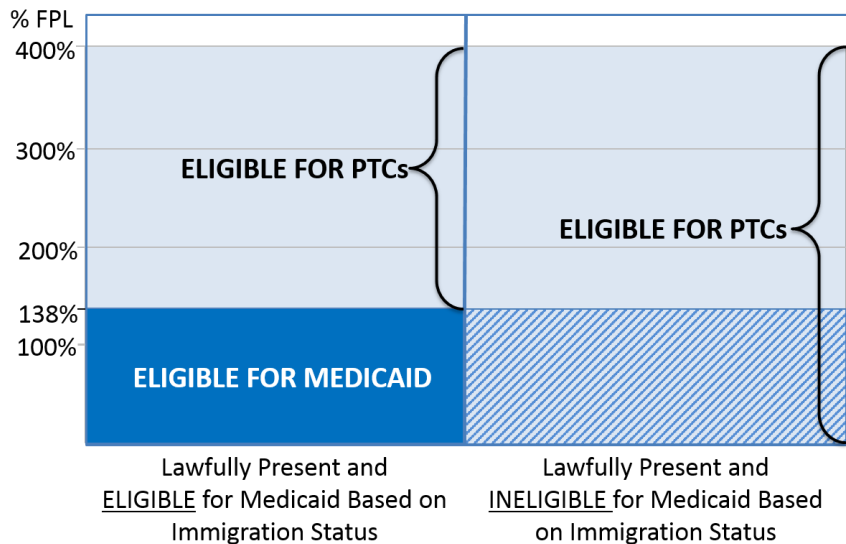 % FPL
400%
300%
ELIGIBLE FOR PTCs
ELIGIBLE FOR PTCs
200%
138%
100%
ELIGIBLE FOR MEDICAID
Lawfully Present and
ELIGIBLE for Medicaid Based on
Immigration Status
Lawfully Present and
INELIGIBLE for Medicaid Based
on Immigration Status